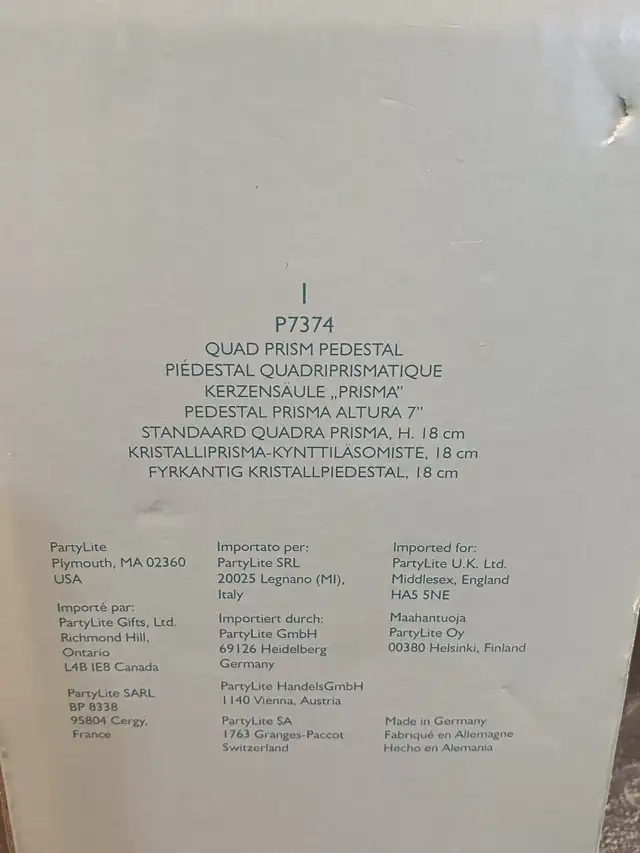 1
P7374
QUAD PRISM PEDESTAL
PIÉDESTAL QUADRIPRISMATIQUE
KERZENSÄULE „PRISMA”
PEDESTAL PRISMA ALTURA 7”
STANDAARD QUADRA PRISMA, H. 18 cm
KRISTALLIPRISMA-KYNTTILÄSOMISTE, 18 cm
FYRKANTIG KRISTALLPIEDESTAL, 18 cm
PartyLite
Plymouth, MA 02360
USA
Importé par:
PartyLite Gifts, Ltd.
Richmond Hill,
Ontario
L4B 1E8 Canada
PartyLite SARL
BP 8338
95804 Cergy,
France
Importato per:
PartyLite SRL
20025 Legnano (MI),
Italy
Importiert durch:
PartyLite GmbH
69126 Heidelberg
Germany
PartyLite HandelsGmbH
1140 Vienna, Austria
PartyLite SA
1763 Granges-Paccot
Switzerland
Imported for:
PartyLite U.K. Ltd.
Middlesex, England
HA5 5NE
Maahantuoja
PartyLite Oy
00380 Helsinki, Finland
Made in Germany
Fabriqué en Allemagne
Hecho en Alemania